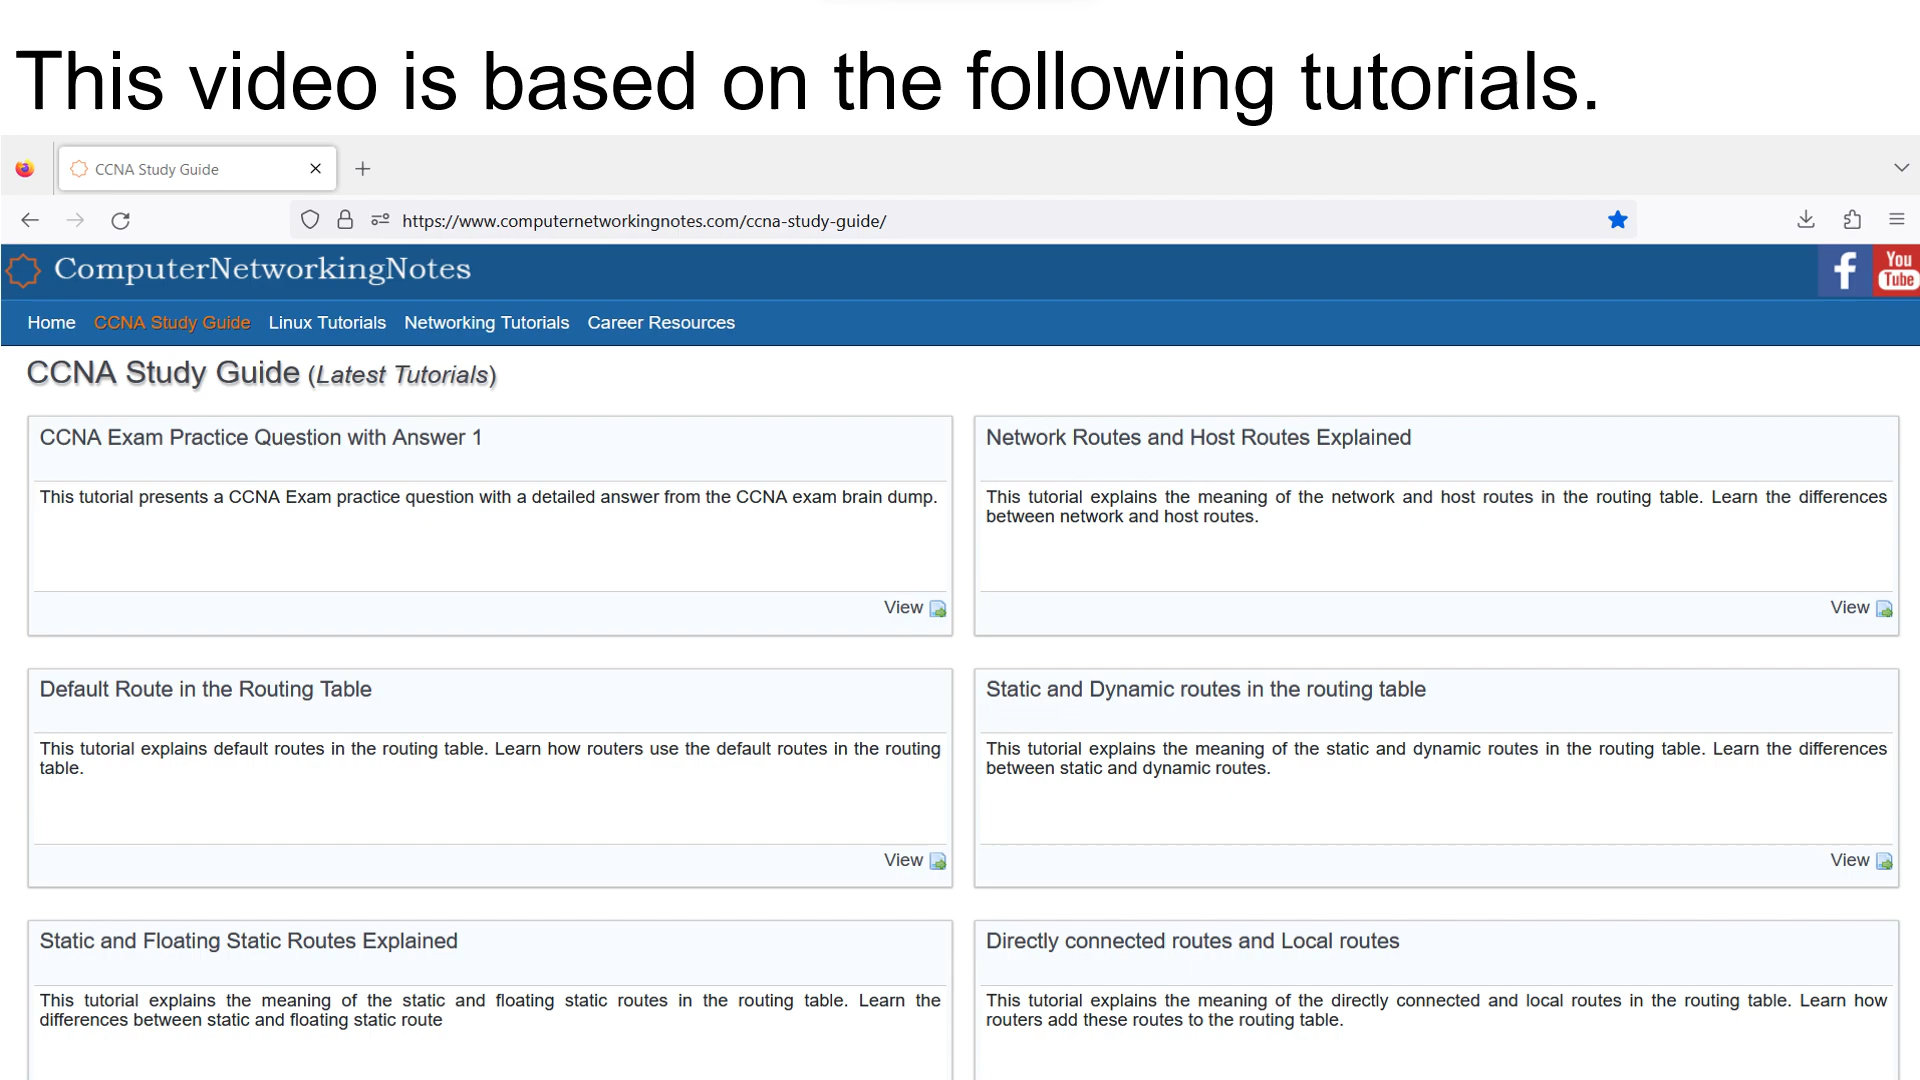 This video is based on the following tutorials.
CCNA Study Guide
https://www.computernetworkingnotes.com/ccna-study-guide/
ComputerNetworkingNotes
f
You
Tube
Home CCNA Study Guide Linux Tutorials Networking Tutorials Career Resources
CCNA Study Guide (Latest Tutorials)
CCNA Exam Practice Question with Answer 1
This tutorial presents a CCNA Exam practice question with a detailed answer from the CCNA exam brain dump.
View
Network Routes and Host Routes Explained
This tutorial explains the meaning of the network and host routes in the routing table. Learn the differences
between network and host routes.
View
Default Route in the Routing Table
This tutorial explains default routes in the routing table. Learn how routers use the default routes in the routing
table.
View
Static and Dynamic routes in the routing table
This tutorial explains the meaning of the static and dynamic routes in the routing table. Learn the differences
between static and dynamic routes.
View
Static and Floating Static Routes Explained
This tutorial explains the meaning of the static and floating static routes in the routing table. Learn the
differences between static and floating static route
Directly connected routes and Local routes
This tutorial explains the meaning of the directly connected and local routes in the routing table. Learn how
routers add these routes to the routing table.